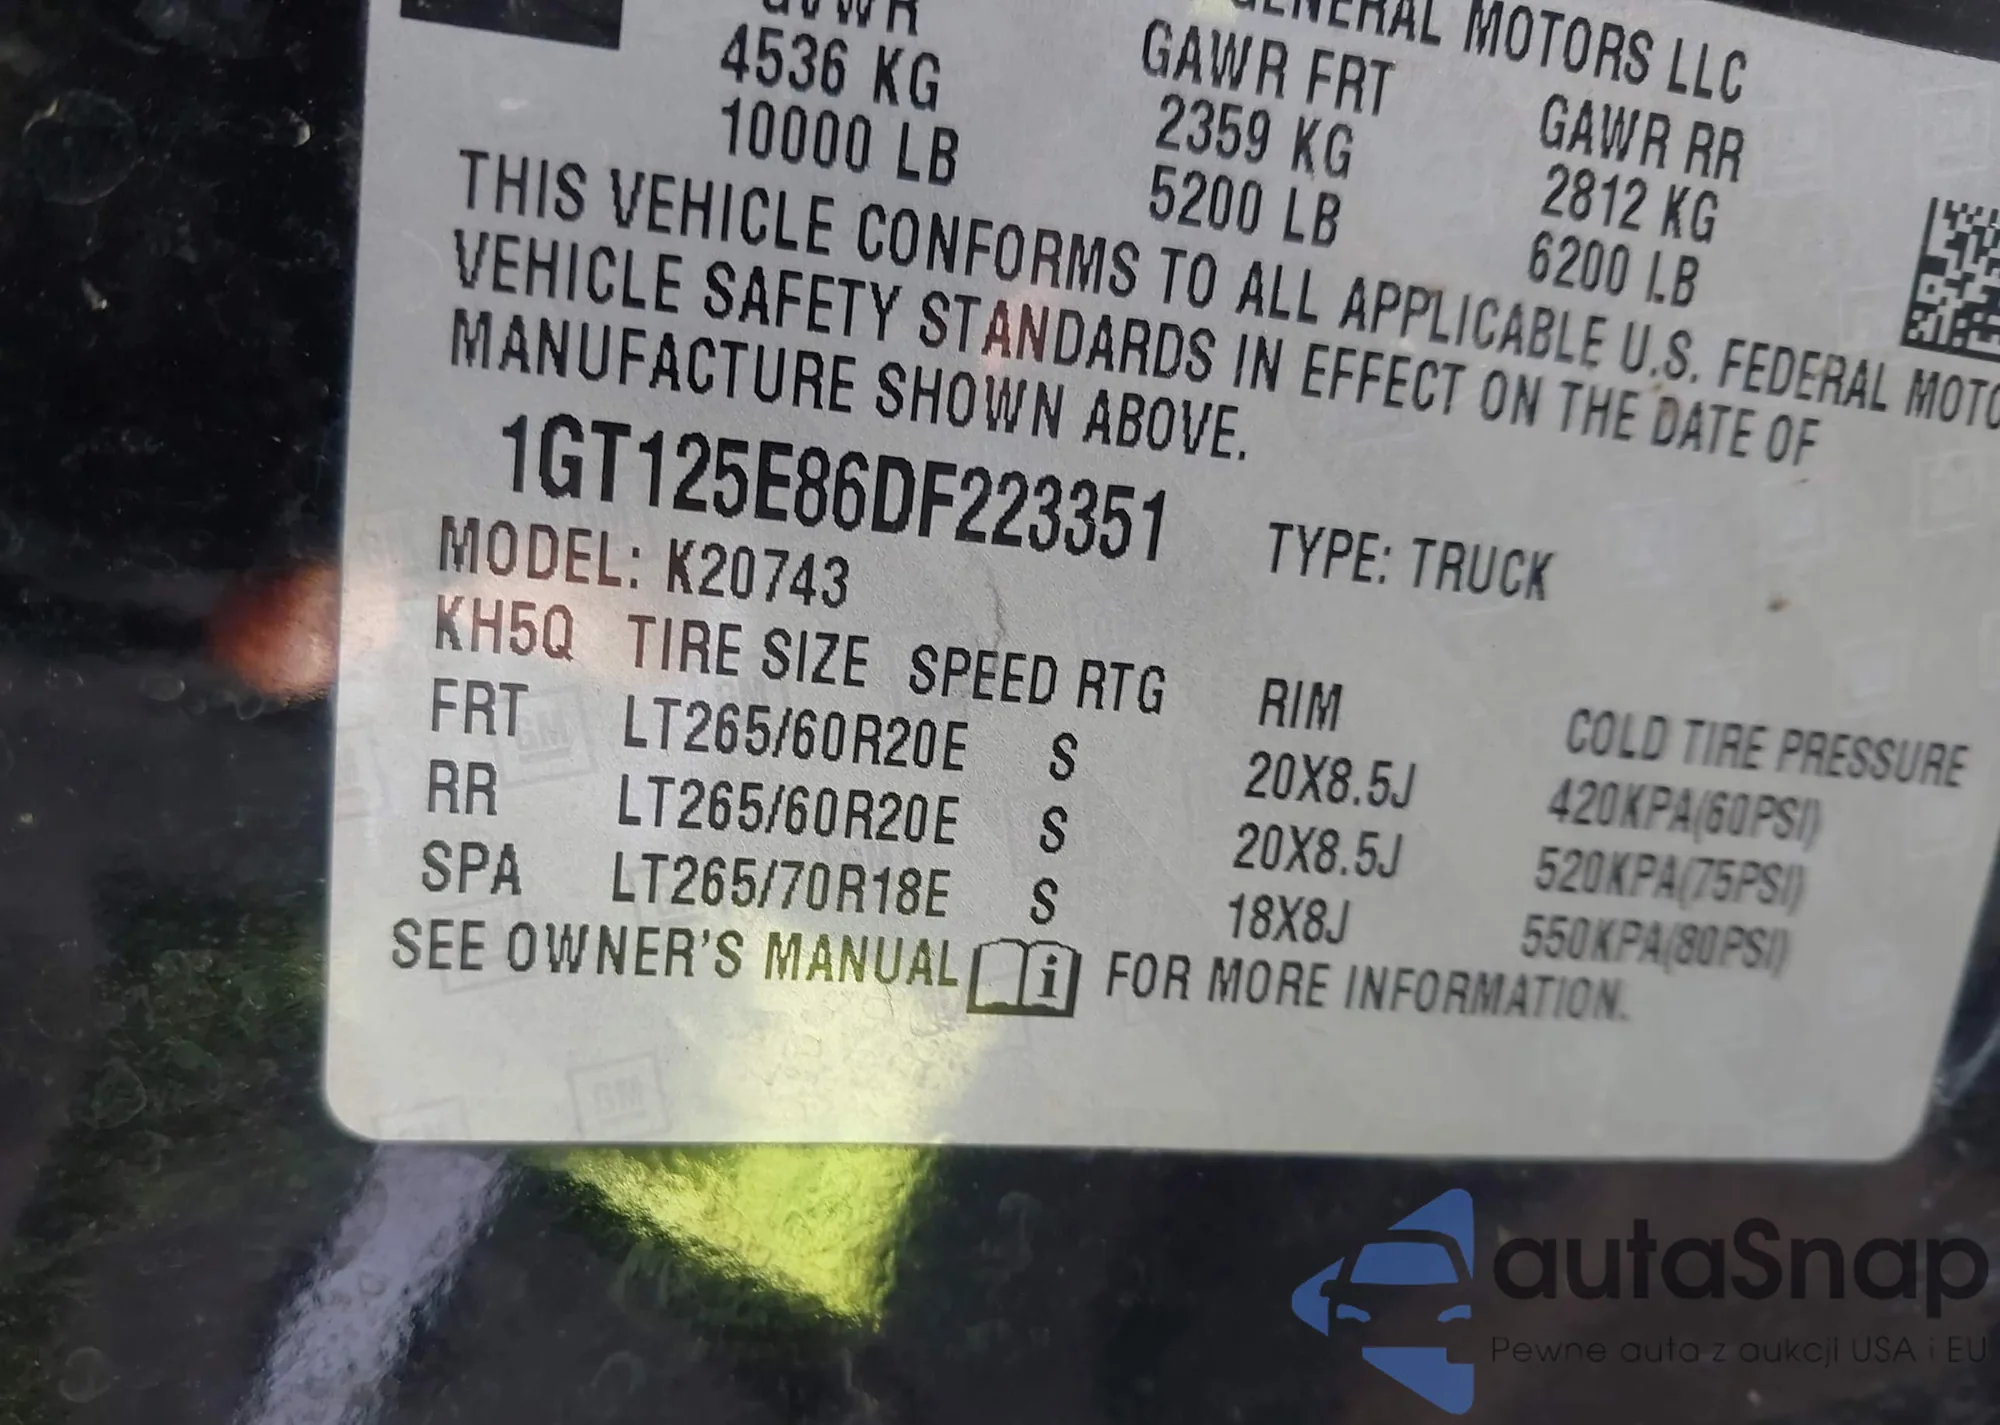 GENERAL MOTORS LLC
GVWR GAWR FRT GAWR RR
4536 KG 2359 KG 2812 KG
10000 LB 5200 LB 6200 LB
THIS VEHICLE CONFORMS TO ALL APPLICABLE U.S. FEDERAL MOTO
VEHICLE SAFETY STANDARDS IN EFFECT ON THE DATE OF
MANUFACTURE SHOWN ABOVE.
1GT125E86DF223351 TYPE: TRUCK
MODEL: K20743
KH5Q TIRE SIZE SPEED RTG RIM COLD TIRE PRESSURE
FRT LT265/60R20E S 20X8.5J 420KPA(60PSI)
RR LT265/60R20E S 20X8.5J 520KPA(75PSI)
SPA LT265/70R18E S 18X8J 550KPA(80PSI)
SEE OWNER'S MANUAL i FOR MORE INFORMATION.
GM
GM
autaSnap
Pewne auta z aukcji USA i EU